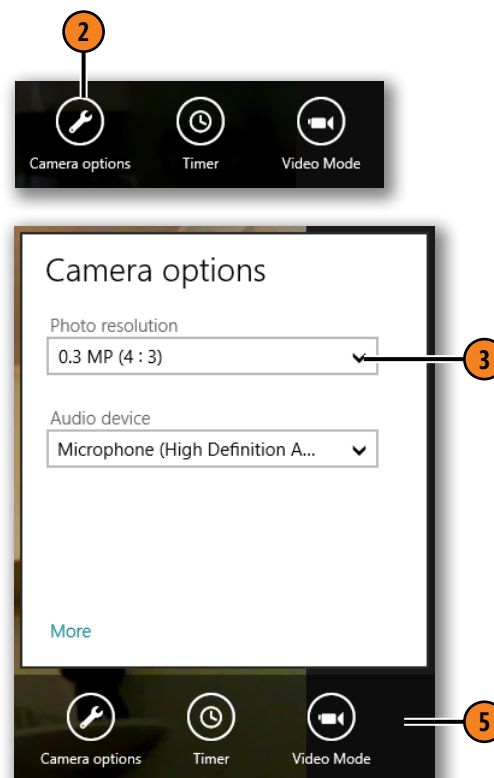 2
Camera options
Timer
Video Mode
Camera options
Photo resolution
0.3 MP (4 : 3)
3
Audio device
Microphone (High Definition A...
More
5
Camera options
Timer
Video Mode